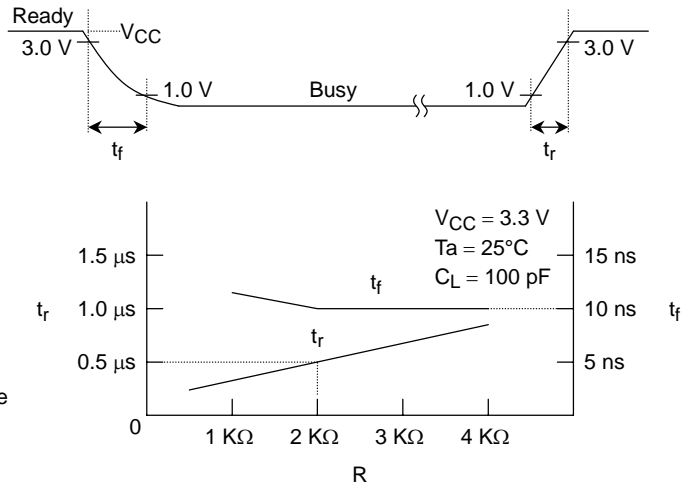 Ready
VCC
3.0 V
3.0 V
1.0 V
Busy
1.0 V
tf
tr
VCC = 3.3 V
Ta = 25°C
CL = 100 pF
1.5 μs
15 ns
tf
tr
1.0 μs
10 ns
tf
tr
0.5 μs
5 ns
e
0
1 KΩ
2 KΩ
3 KΩ
4 KΩ
R